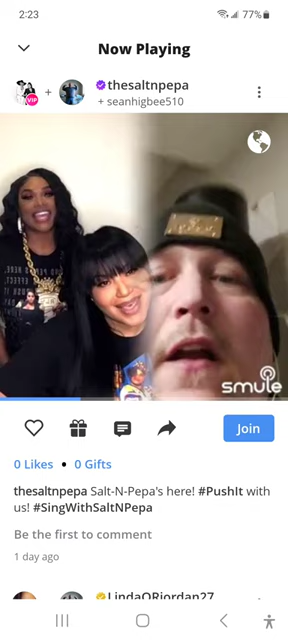 2:23
77%
Now Playing
VIP
+
thesaltnpepa
+ seanhigbee510
smule
Join
0 Likes • 0 Gifts
thesaltnpepa Salt-N-Pepa's here! #PushIt with
us! #SingWithSaltNPepa
Be the first to comment
1 day ago
LindaORiordan27